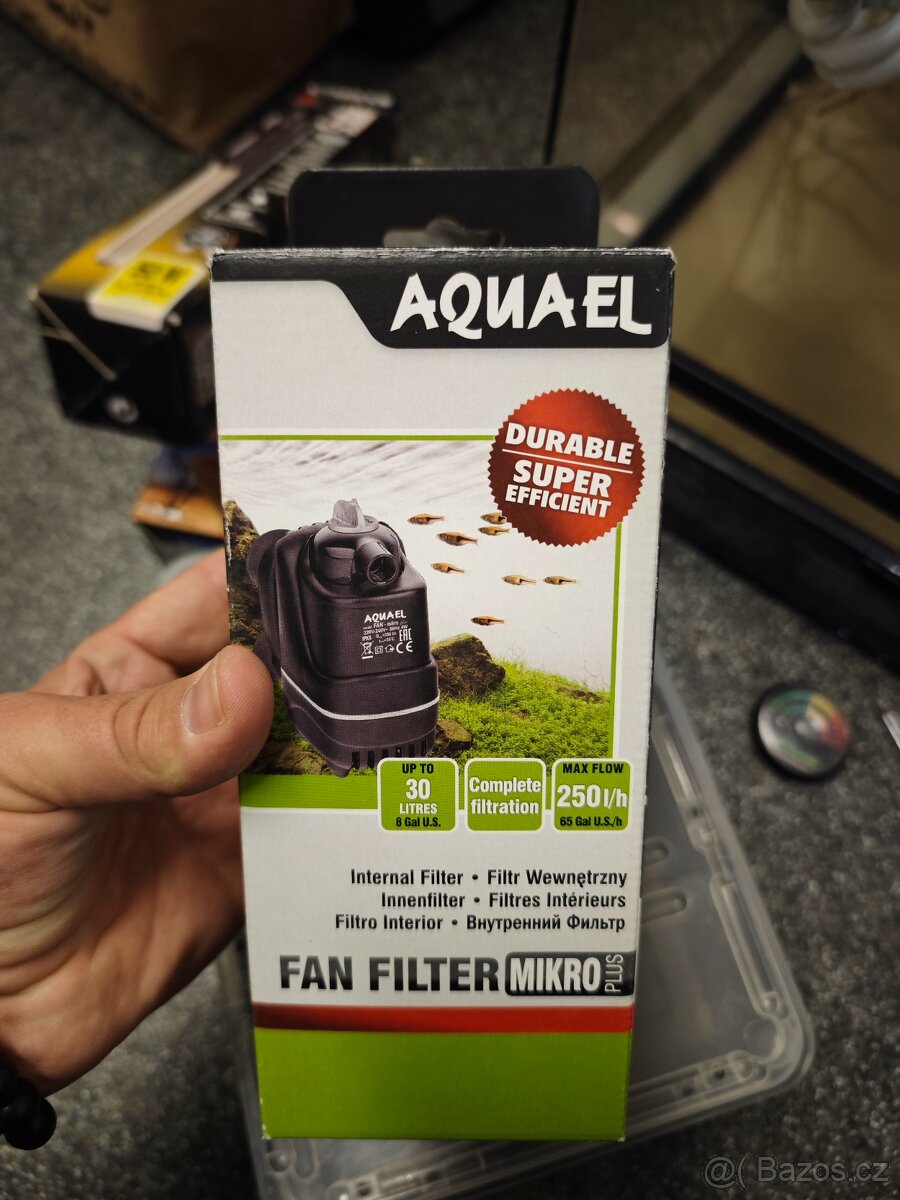 AQUAEL
DURABLE
SUPER
EFFICIENT
AQUAEL
UP TO
30
LITRES
8 Gal U.S.
Complete
filtration
MAX FLOW
250 l/h
65 Gal U.S./h
Internal Filter • Filtr Wewnętrzny
Innenfilter • Filtres Intérieurs
Filtro Interior • Внутренний Фильтр
FAN FILTER MIKRO PLUS
@( Bazos.cz